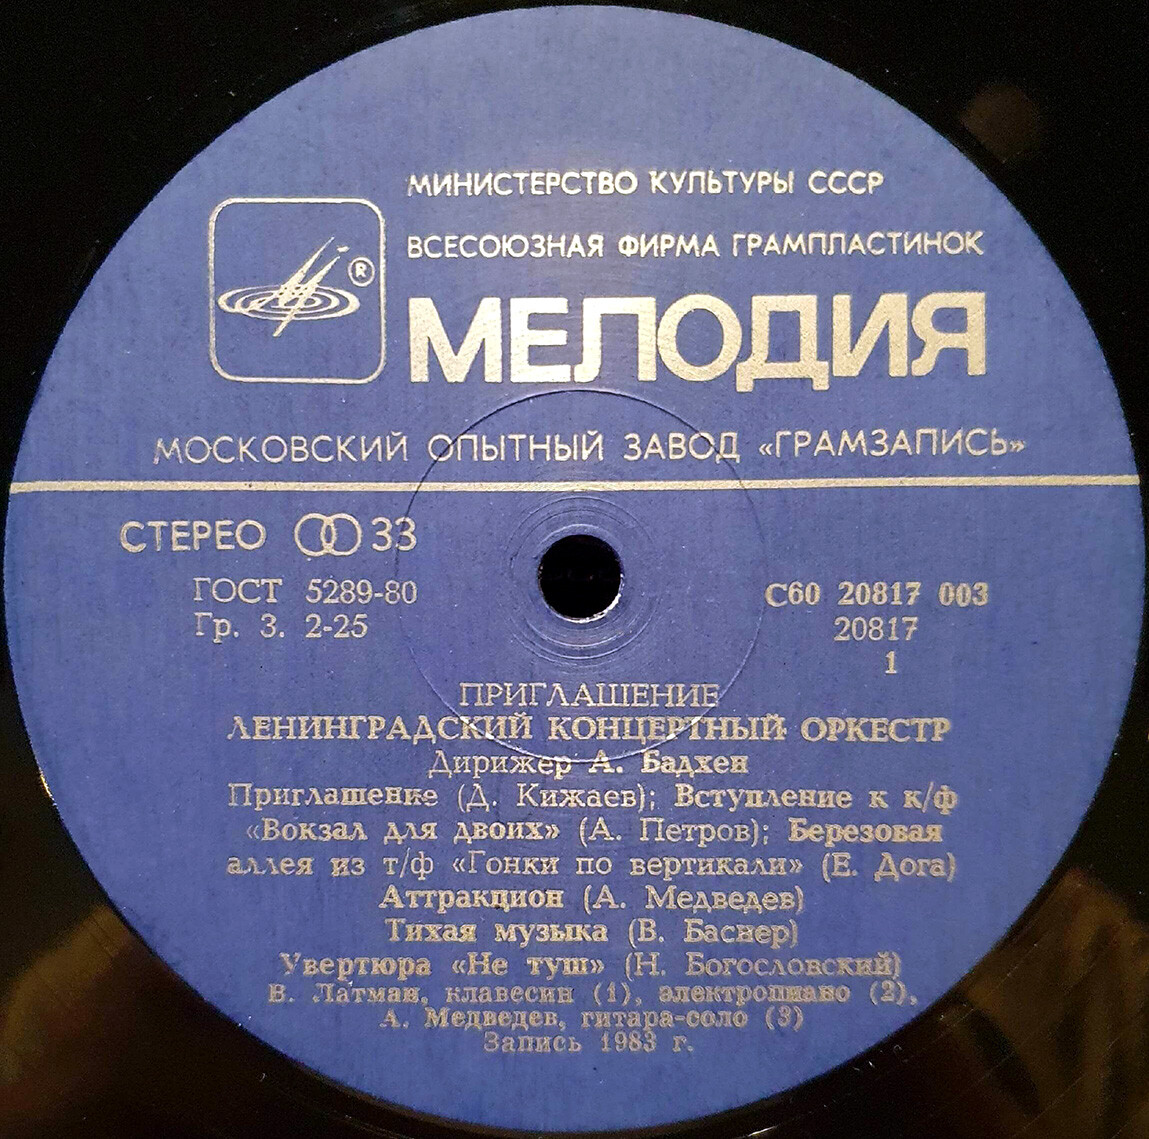 МИНИСТЕРСТВО КУЛЬТУРЫ СССР
ВСЕСОЮЗНАЯ ФИРМА ГРАМПЛАСТИНОК
®
МЕЛОДИЯ
МОСКОВСКИЙ ОПЫТНЫЙ ЗАВОД «ГРАМЗАПИСЬ»
СТЕРЕО 33
ГОСТ 5289-80
Гр. 3. 2-25
С60 20817 003
20817
1
ПРИГЛАШЕНИЕ
ЛЕНИНГРАДСКИЙ КОНЦЕРТНЫЙ ОРКЕСТР
Дирижер А. Бадхен
Приглашение (Д. Кижаев); Вступление к к/ф
«Вокзал для двоих» (А. Петров); Березовая
аллея из т/ф «Гонки по вертикали» (Е. Дога)
Аттракцион (А. Медведев)
Тихая музыка (В. Баснер)
Увертюра «Не туш» (Н. Богословский)
В. Латман, клавесин (1), электропиано (2),
А. Медведев, гитара-соло (3)
Запись 1983 г.